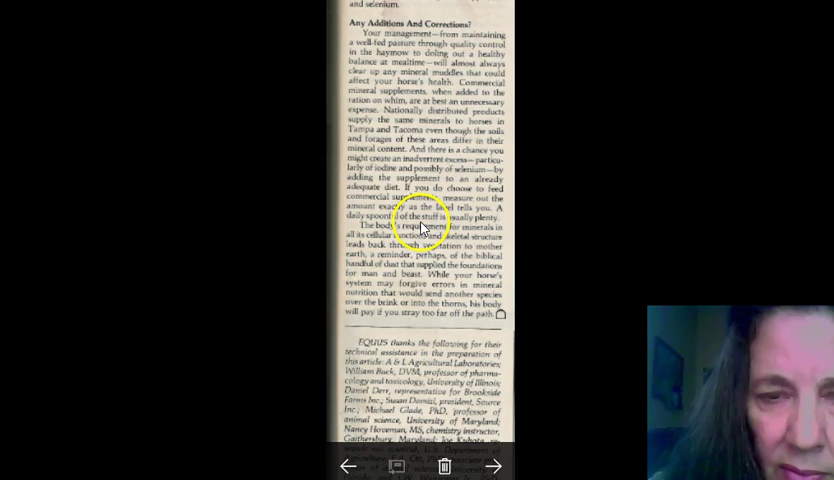 and selenium.
Any Additions And Corrections?
Your management—from maintaining
a well-fed pasture through quality control
in the haymow to doling out a healthy
balance at mealtime—will almost always
clear up any mineral muddles that could
affect your horse's health. Commercial
mineral supplements, when added to the
ration on whim, are at best an unnecessary
expense. Nationally distributed products
supply the same minerals to horses in
Tampa and Tacoma even though the soils
and forages of these areas differ in their
mineral content. And there is a chance you
might create an inadvertent excess—particu-
larly of iodine and possibly of selenium—by
adding the supplement to an already
adequate diet. If you do choose to feed
commercial supplements, measure out the
amount exactly as the label tells you. A
daily spoonful of the stuff is usually plenty.
The body's requirement for minerals in
all its cellular functions and skeletal structure
leads back through vegetation to mother
earth, a reminder, perhaps, of the biblical
handful of dust that supplied the foundations
for man and beast. While your horse's
system may forgive errors in mineral
nutrition that would send another species
over the brink or into the thorns, his body
will pay if you stray too far off the path.
EQUUS thanks the following for their
technical assistance in the preparation of
this article: A & L Agricultural Laboratories;
William Buck, DVM, professor of pharma-
cology and toxicology, University of Illinois;
Daniel Derr, representative for Brookside
Farms Inc.; Susan Domizi, president, Source
Inc.; Michael Glade, PhD, professor of
animal science, University of Maryland;
Nancy Hoveman, MS, chemistry instructor,
Gaithersburg, Maryland; Joe Kubota,